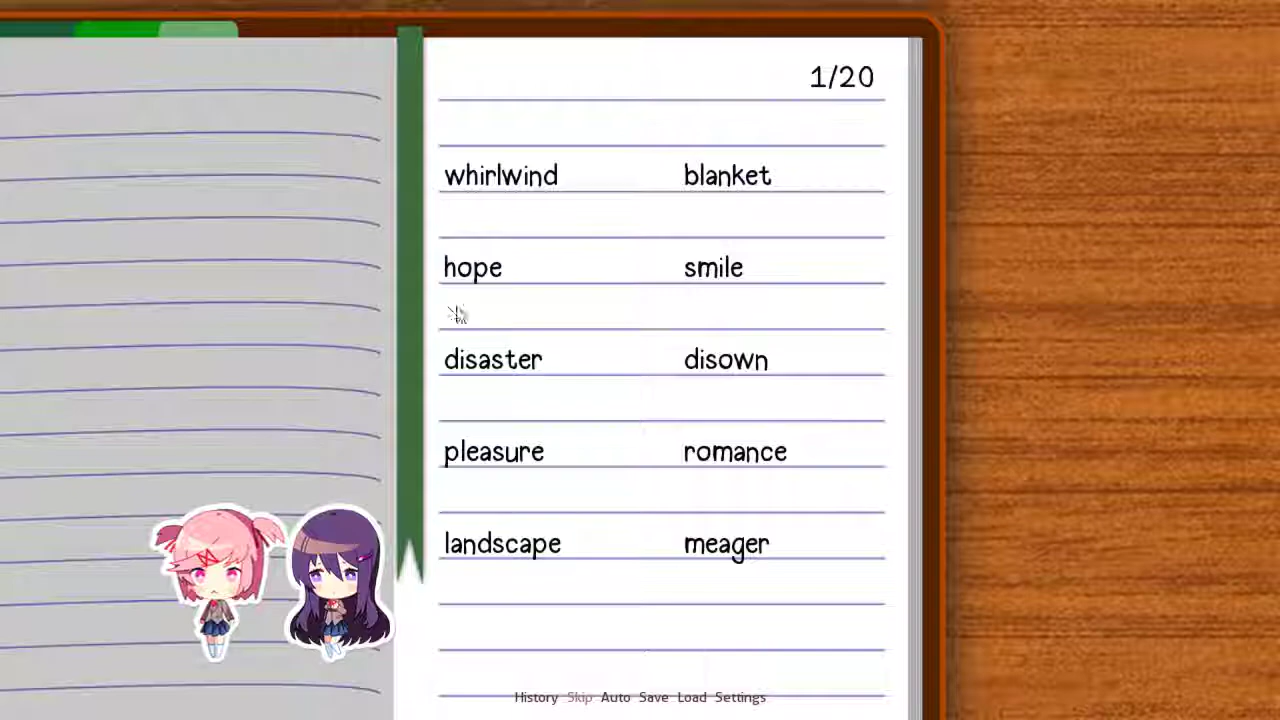 1/20
whirlwind blanket
hope smile
disaster disown
pleasure romance
landscape meager
History Skip Auto Save Load Settings